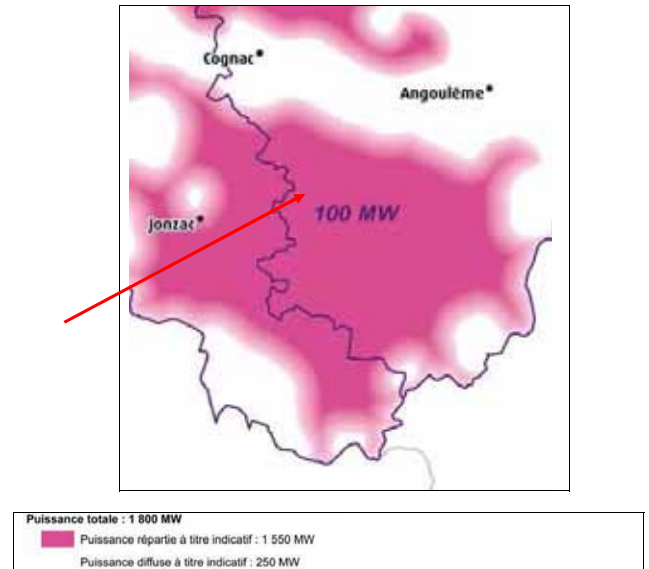 Cognac
Angoulême
100 MW
Jonzac
Puissance totale : 1 800 MW
Puissance répartie à titre indicatif : 1 550 MW
Puissance diffuse à titre indicatif : 250 MW